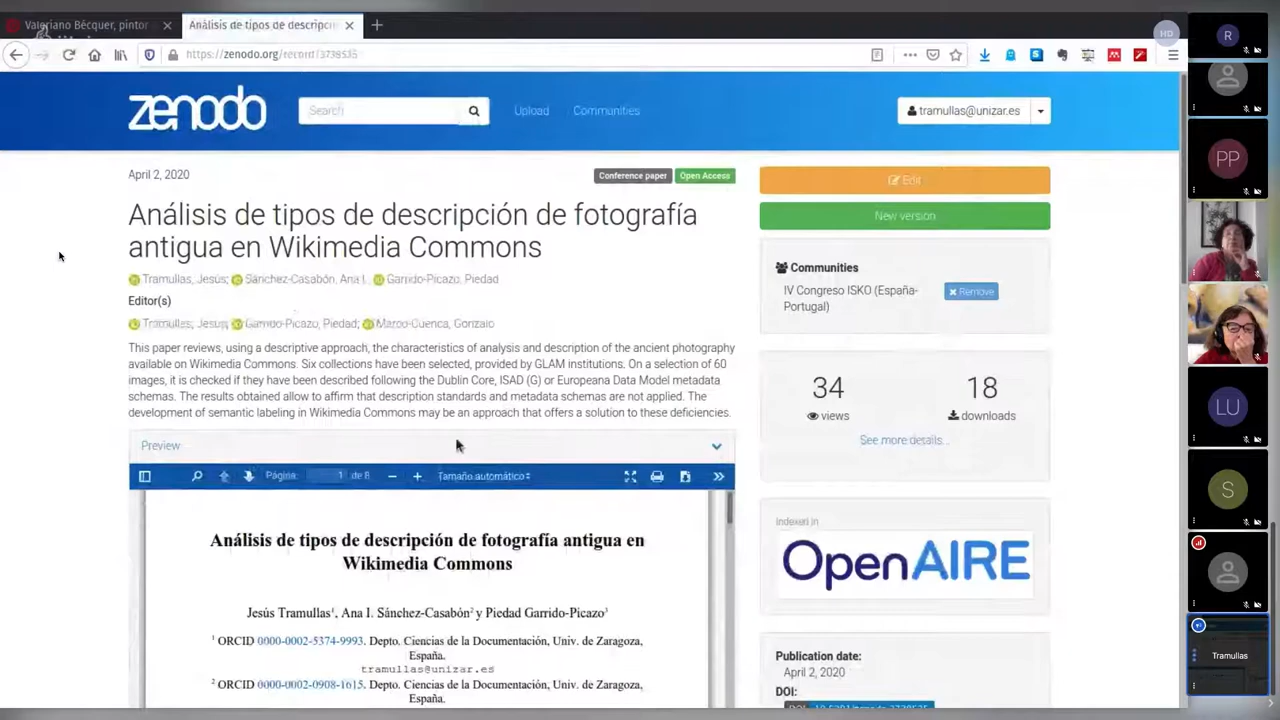 Valeriano Bécquer, pintor
Análisis de tipos de descripció
https://zenodo.org/record/3738535
HD
zenodo
Search
Upload
Communities
tramullas@unizar.es
April 2, 2020
Conference paper
Open Access
Análisis de tipos de descripción de fotografía
antigua en Wikimedia Commons
Tramullas, Jesús; Sánchez-Casabón, Ana I.; Garrido-Picazo, Piedad
Editor(s)
Tramullas, Jesus; Garrido-Picazo, Piedad; Marco-Cuenca, Gonzalo
This paper reviews, using a descriptive approach, the characteristics of analysis and description of the ancient photography
available on Wikimedia Commons. Six collections have been selected, provided by GLAM institutions. On a selection of 60
images, it is checked if they have been described following the Dublin Core, ISAD (G) or Europeana Data Model metadata
schemas. The results obtained allow to affirm that description standards and metadata schemas are not applied. The
development of semantic labeling in Wikimedia Commons may be an approach that offers a solution to these deficiencies.
Preview
Página: 1 de 8
Tamaño automático
Análisis de tipos de descripción de fotografía antigua en
Wikimedia Commons
Jesús Tramullas¹, Ana I. Sánchez-Casabón² y Piedad Garrido-Picazo³
¹ ORCID 0000-0002-5374-9993. Depto. Ciencias de la Documentación, Univ. de Zaragoza,
España.
tramullas@unizar.es
² ORCID 0000-0002-0908-1615. Depto. Ciencias de la Documentación, Univ. de Zaragoza,
España.
Edit
New version
Communities
IV Congreso ISKO (España-
Portugal)
Remove
34
views
18
downloads
See more details...
Indexed in
OpenAIRE
Publication date:
April 2, 2020
DOI:
R
PP
LU
S
Tramullas